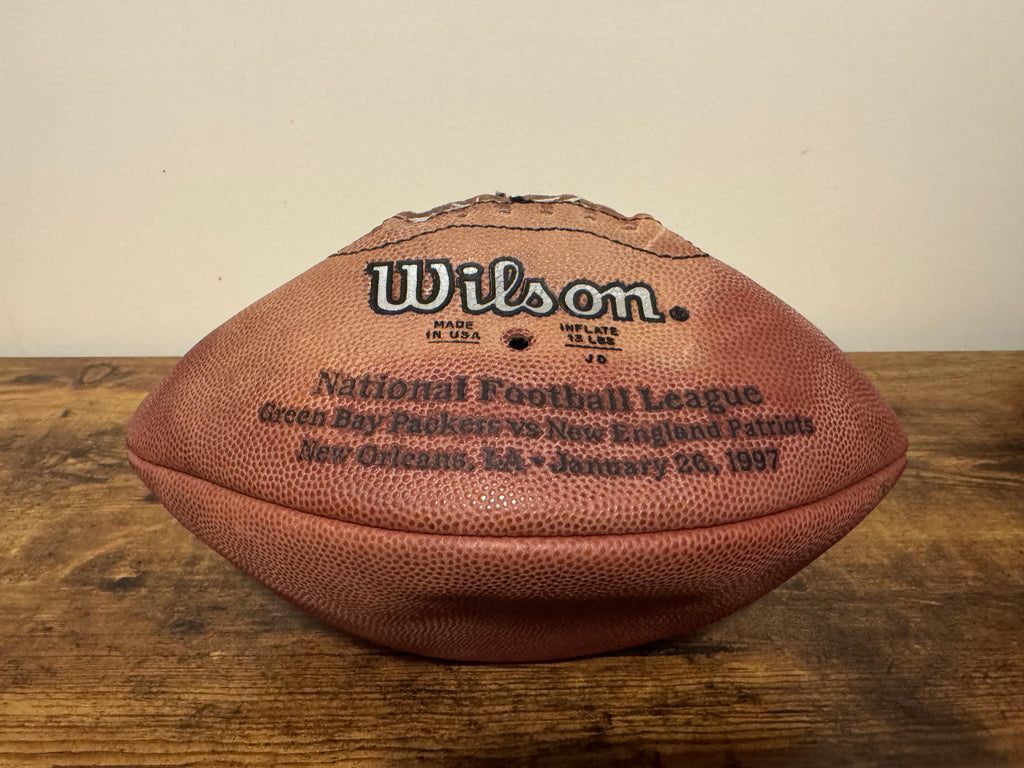 Wilson®
MADE
IN USA
INFLATE
13 LBS
JD
National Football League
Green Bay Packers vs New England Patriots
New Orleans, LA • January 26, 1997